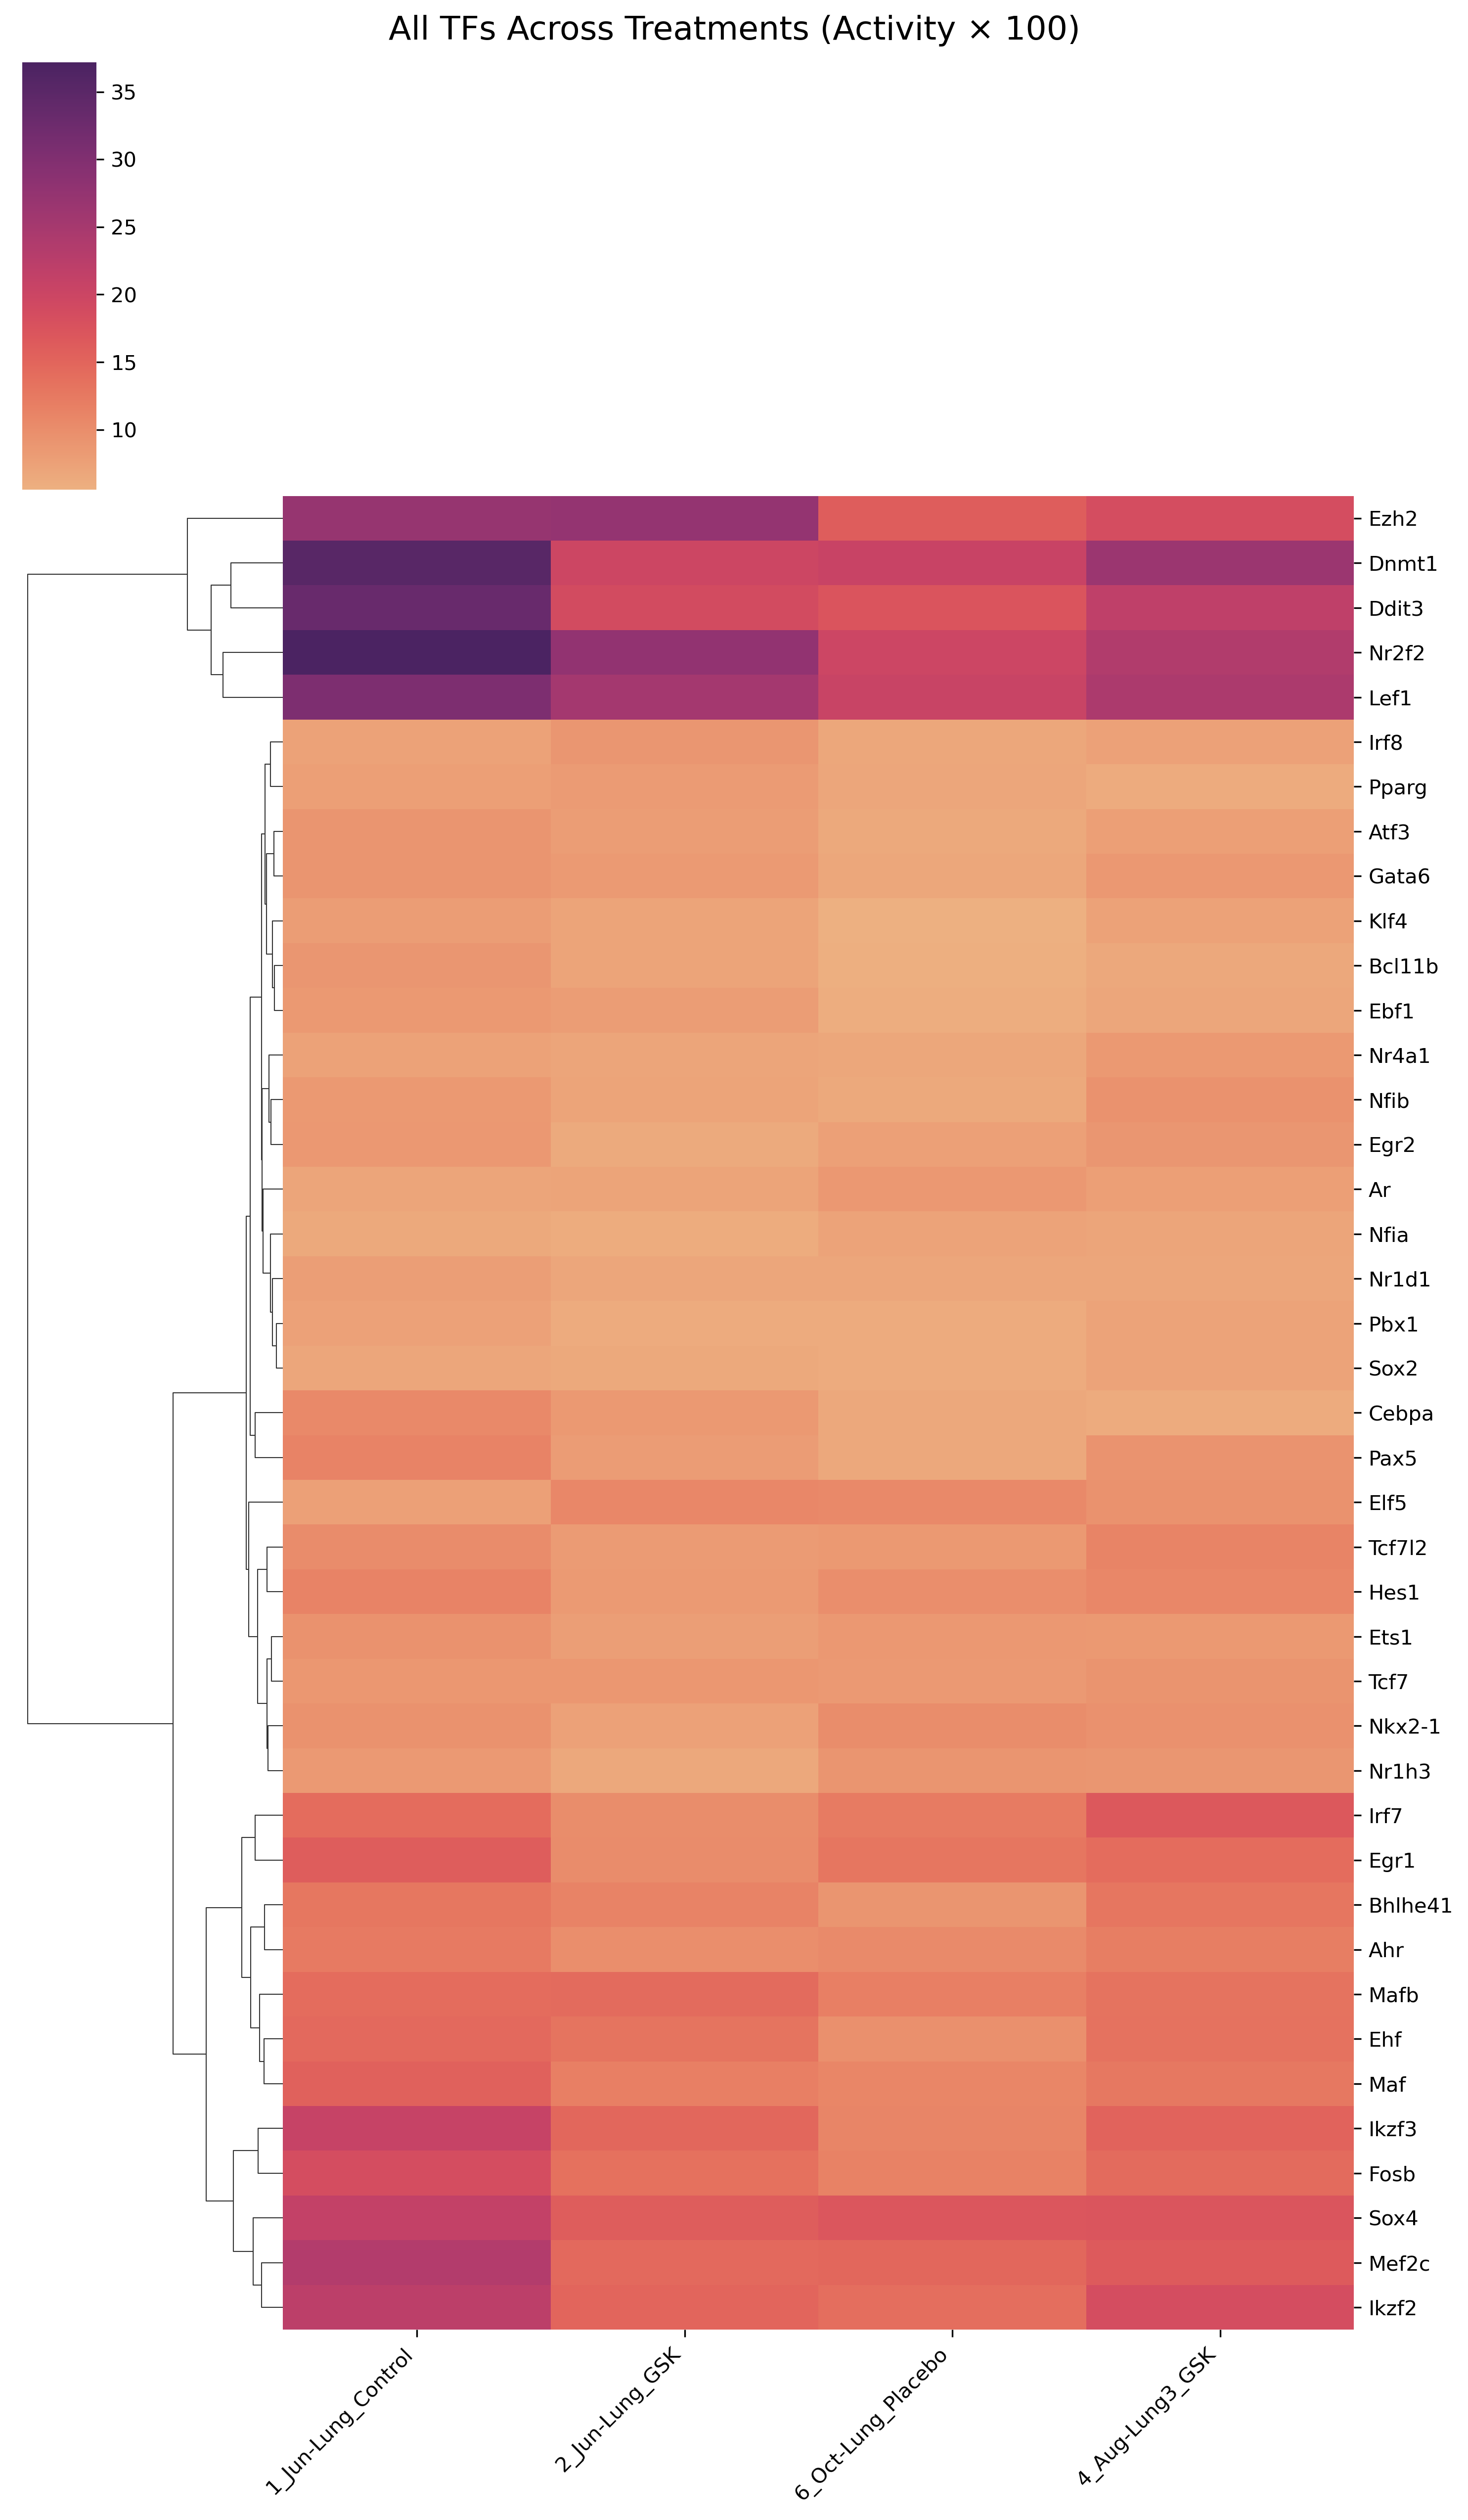 All TFs Across Treatments (Activity × 100)
35
30
25
20
15
10
Ezh2
Dnmt1
Ddit3
Nr2f2
Lef1
Irf8
Pparg
Atf3
Gata6
Klf4
Bcl11b
Ebf1
Nr4a1
Nfib
Egr2
Ar
Nfia
Nr1d1
Pbx1
Sox2
Cebpa
Pax5
Elf5
Tcf7l2
Hes1
Ets1
Tcf7
Nkx2-1
Nr1h3
Irf7
Egr1
Bhlhe41
Ahr
Mafb
Ehf
Maf
Ikzf3
Fosb
Sox4
Mef2c
Ikzf2
1_Jun-Lung_Control
2_Jun-Lung_GSK
6_Oct-Lung_Placebo
4_Aug-Lung3_GSK